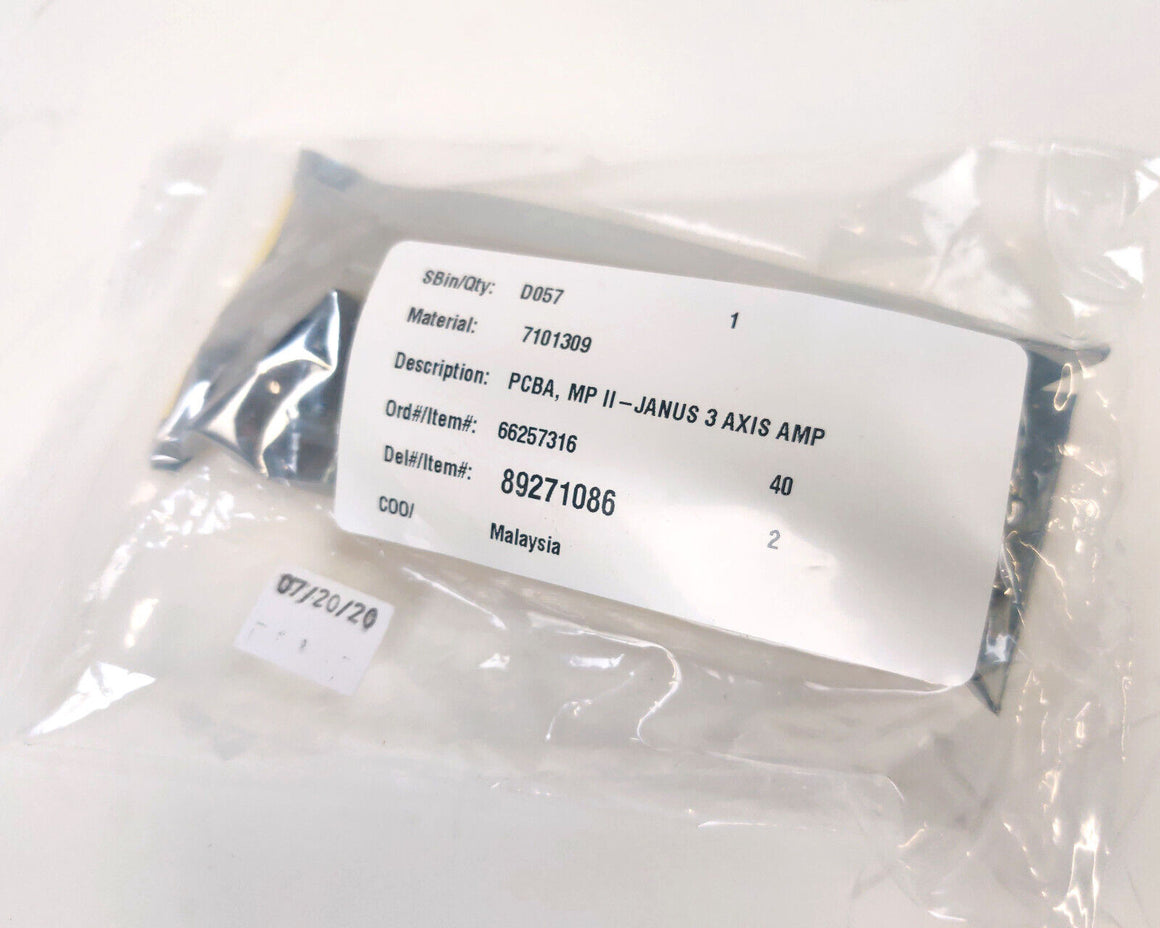 SBin/Qty: D057 1
Material: 7101309
Description: PCBA, MP II-JANUS 3 AXIS AMP
Ord#/Item#: 66257316 40
Del#/Item#: 89271086 2
COO/ Malaysia
07/20/20